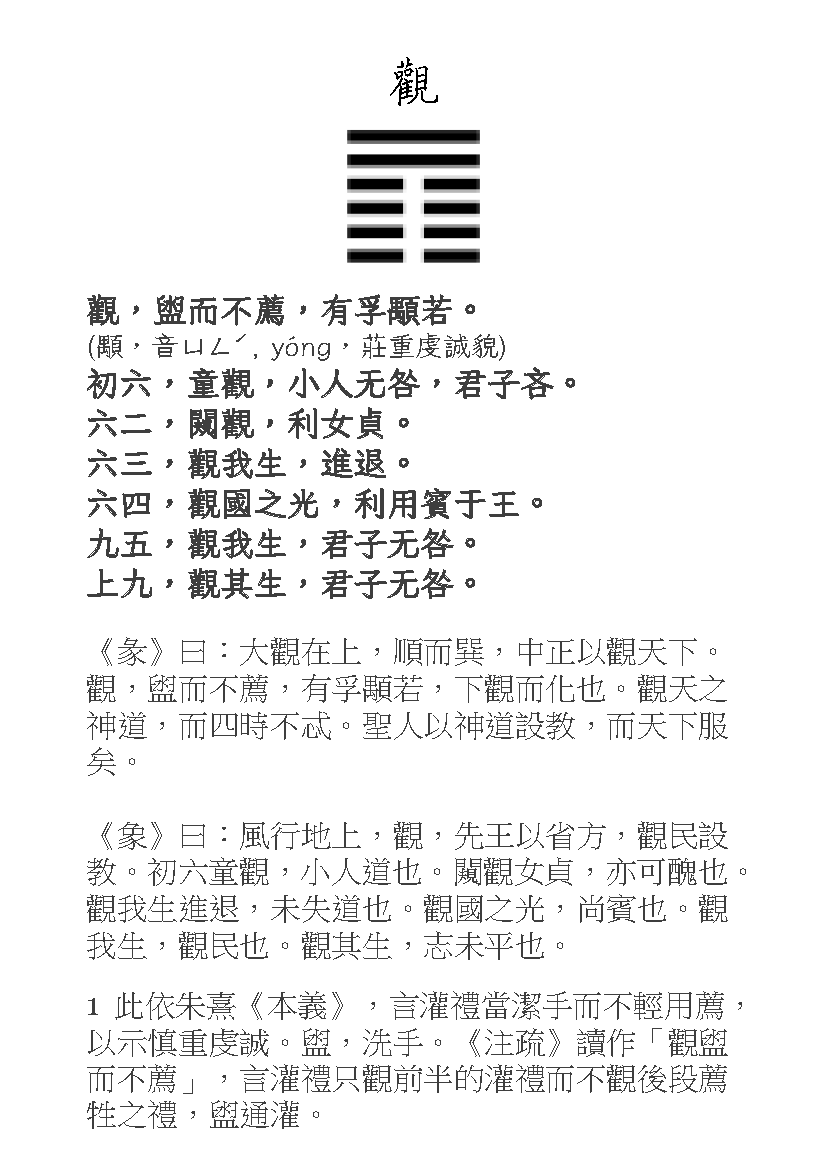 觀
觀，盥而不薦，有孚顒若。
(顒，音ㄩㄥˊ, yóng，莊重虔誠貌)
初六，童觀，小人无咎，君子吝。
六二，闚觀，利女貞。
六三，觀我生，進退。
六四，觀國之光，利用賓于王。
九五，觀我生，君子无咎。
上九，觀其生，君子无咎。
《彖》曰：大觀在上，順而巽，中正以觀天下。
觀，盥而不薦，有孚顒若，下觀而化也。觀天之
神道，而四時不忒。聖人以神道設教，而天下服
矣。
《象》曰：風行地上，觀，先王以省方，觀民設
教。初六童觀，小人道也。闚觀女貞，亦可醜也。
觀我生進退，未失道也。觀國之光，尚賓也。觀
我生，觀民也。觀其生，志未平也。
1 此依朱熹《本義》，言灌禮當潔手而不輕用薦，
以示慎重虔誠。盥，洗手。《注疏》讀作「觀盥
而不薦」，言灌禮只觀前半的灌禮而不觀後段薦
牲之禮，盥通灌。